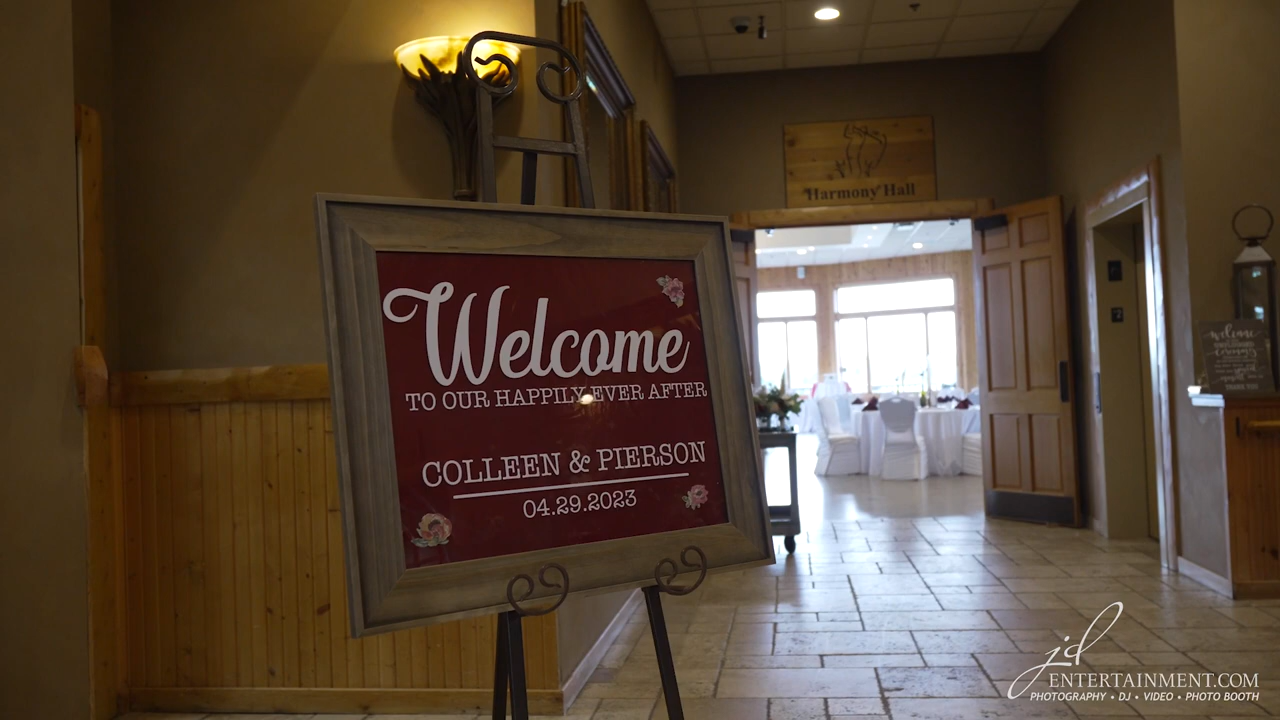 Harmony Hall
Welcome
TO OUR HAPPILY EVER AFTER
COLLEEN & PIERSON
04.29.2023
welcome
jd
ENTERTAINMENT.COM
PHOTOGRAPHY • DJ • VIDEO • PHOTO BOOTH